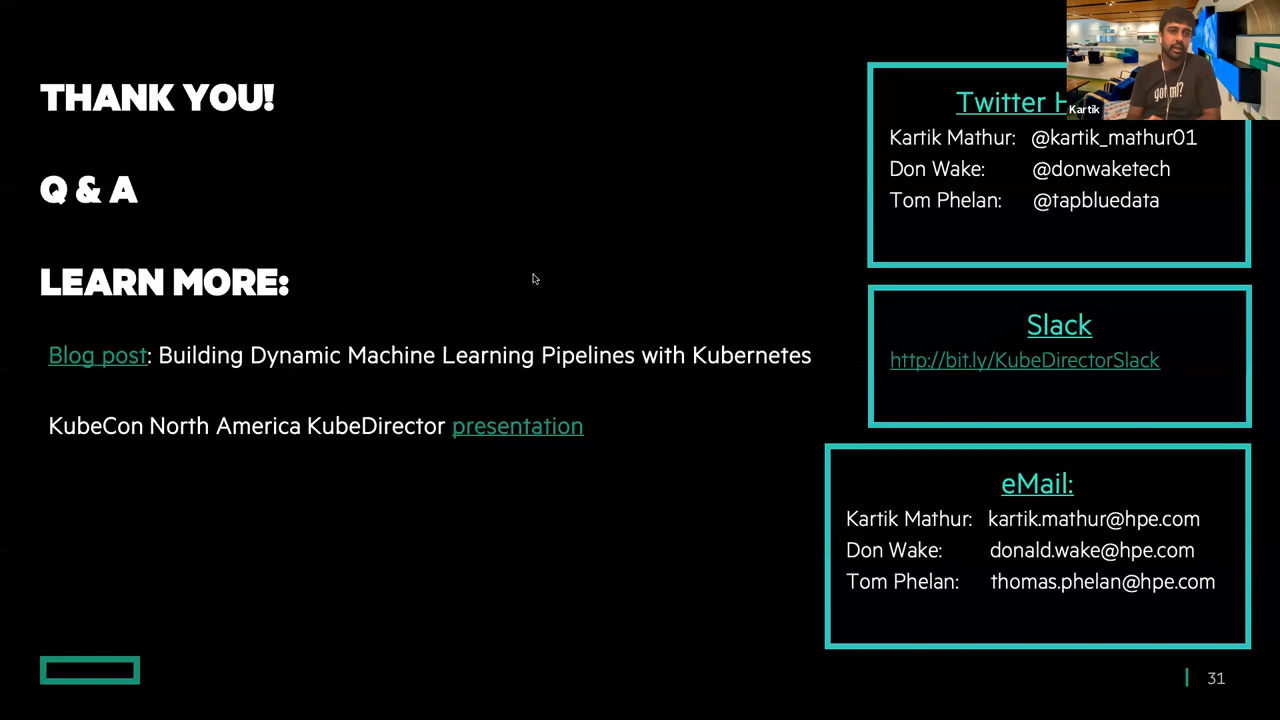 THANK YOU!
Q & A
LEARN MORE:
Blog post: Building Dynamic Machine Learning Pipelines with Kubernetes
KubeCon North America KubeDirector presentation
Twitter
Kartik Mathur: @kartik_mathur01
Don Wake: @donwaketech
Tom Phelan: @tapbluedata
Slack
http://bit.ly/KubeDirectorSlack
eMail:
Kartik Mathur: kartik.mathur@hpe.com
Don Wake: donald.wake@hpe.com
Tom Phelan: thomas.phelan@hpe.com
31
Kartik
got ml?